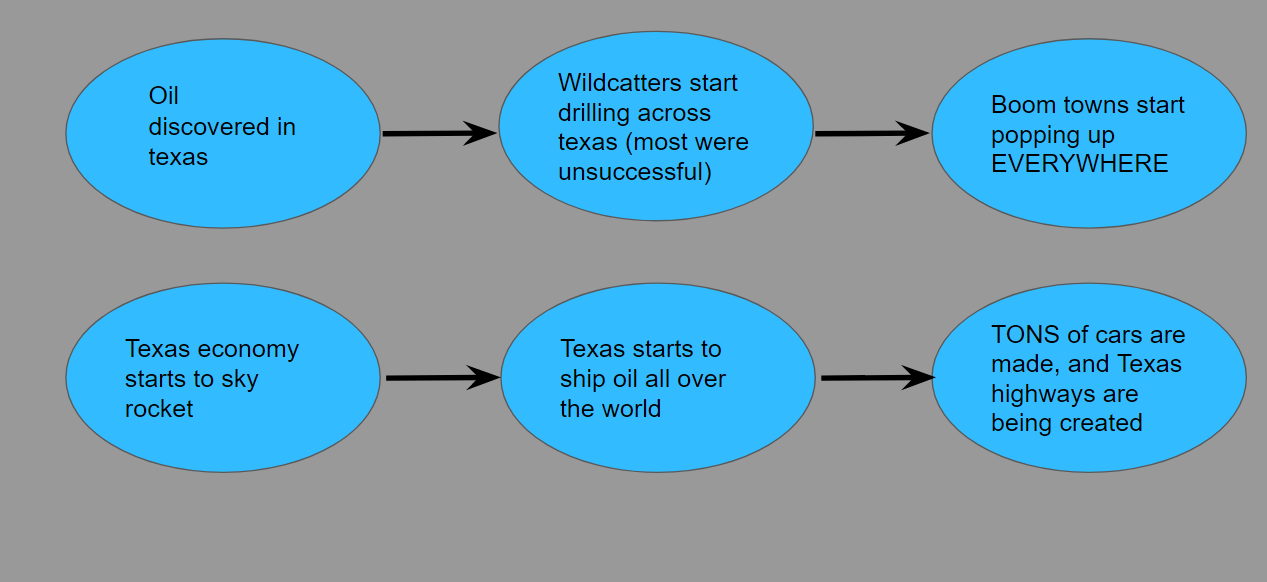 Oil
discovered in
texas
Wildcatters start
drilling across
texas (most were
unsuccessful)
Boom towns start
popping up
EVERYWHERE
Texas economy
starts to sky
rocket
Texas starts to
ship oil all over
the world
TONS of cars are
made, and Texas
highways are
being created